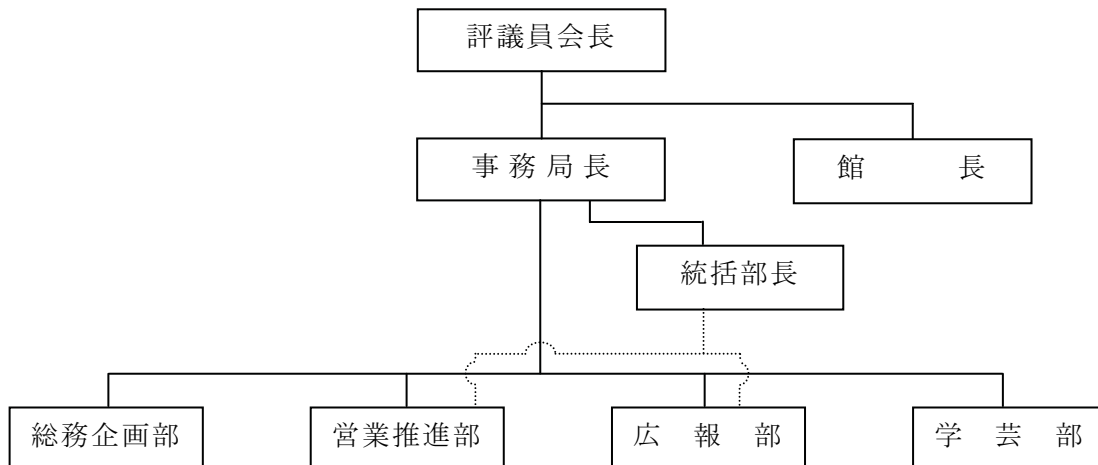 評議員会長
事務局長
館長
統括部長
総務企画部
営業推進部
広報部
学芸部